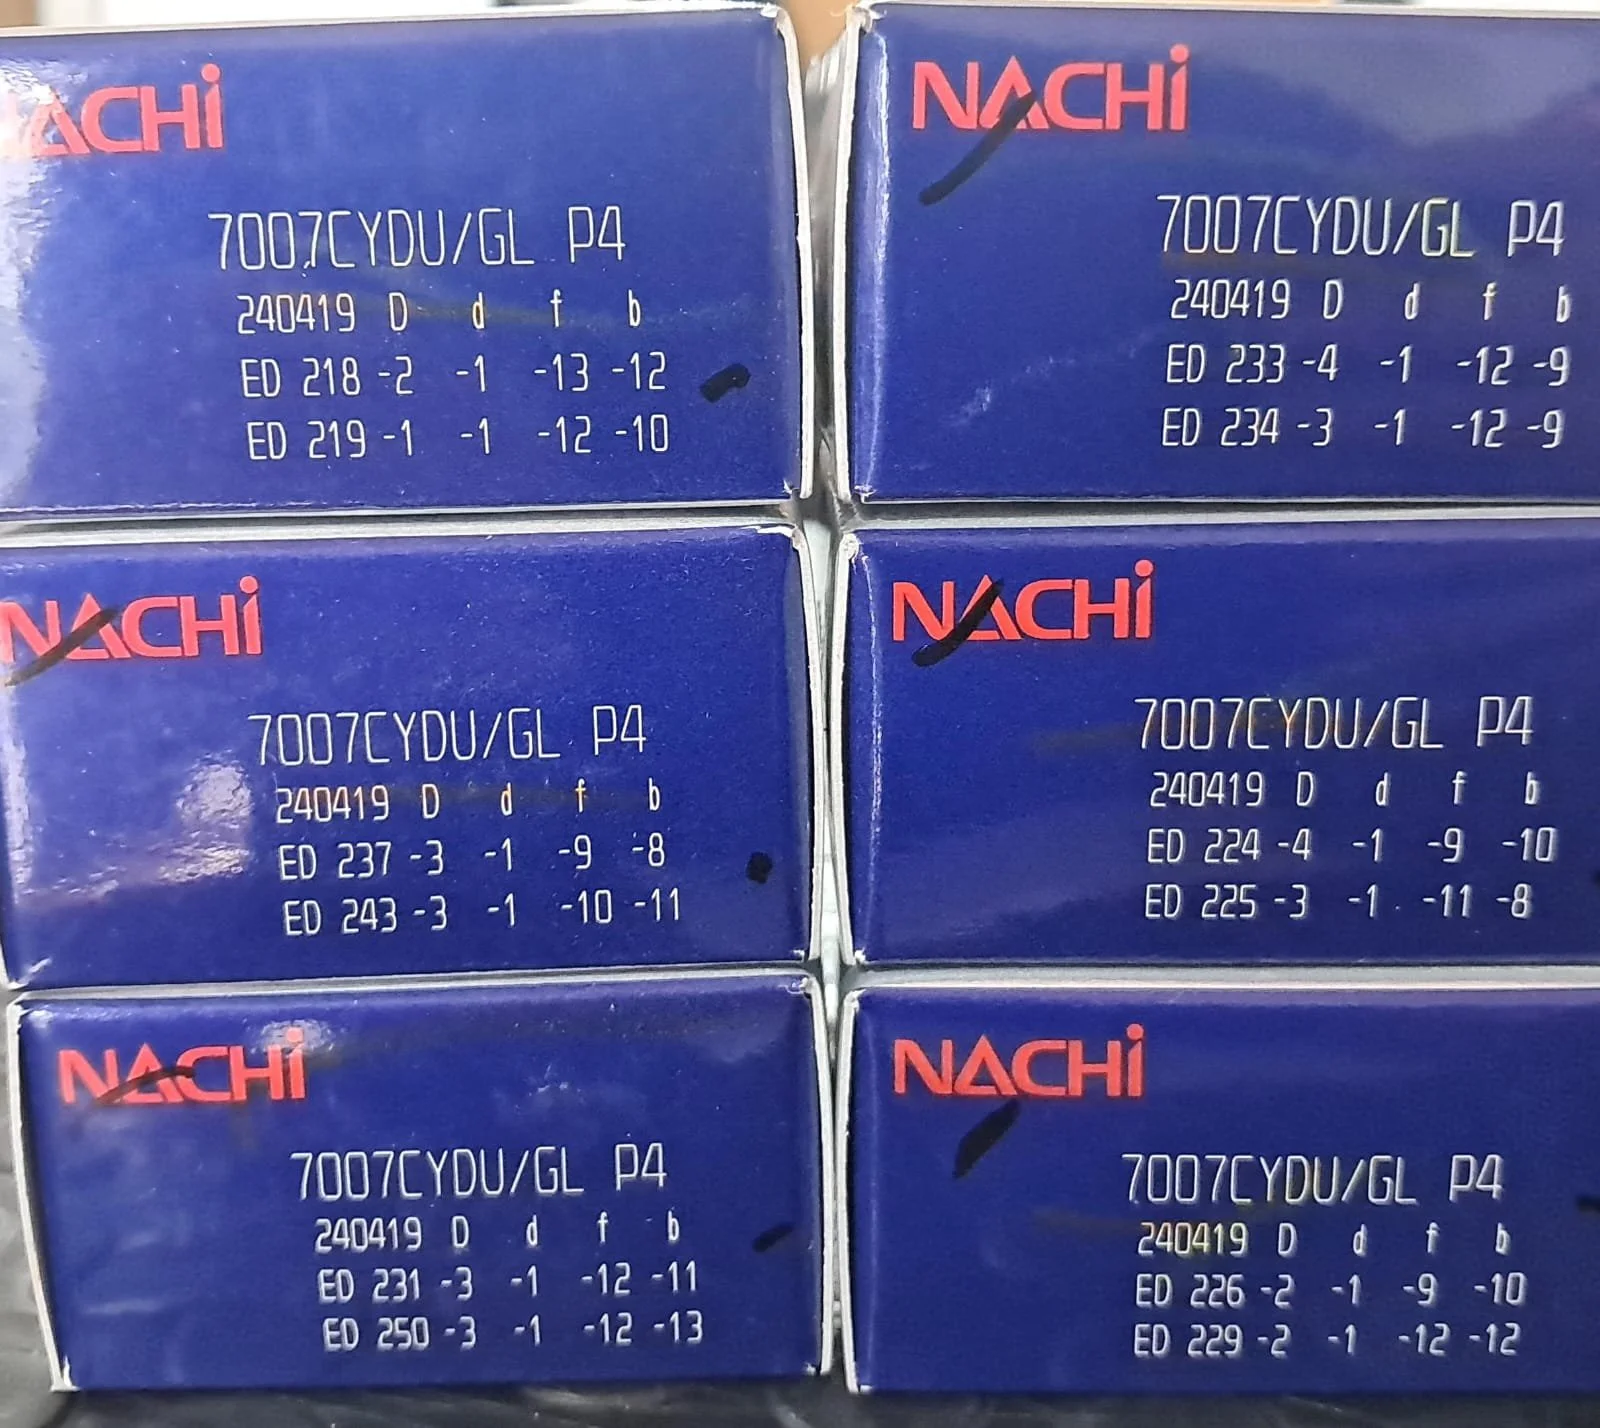 NACHi
7007CYDU/GL P4
240419 D d f b
ED 218 -2 -1 -13 -12
ED 219 -1 -1 -12 -10
NACHi
7007CYDU/GL P4
240419 D d f b
ED 233 -4 -1 -12 -9
ED 234 -3 -1 -12 -9
NACHi
7007CYDU/GL P4
240419 D d f b
ED 237 -3 -1 -9 -8
ED 243 -3 -1 -10 -11
NACHi
7007CYDU/GL P4
240419 D d f b
ED 224 -4 -1 -9 -10
ED 225 -3 -1 -11 -8
NACHi
7007CYDU/GL P4
240419 D d f b
ED 231 -3 -1 -12 -11
ED 250 -3 -1 -12 -13
NACHi
7007CYDU/GL P4
240419 D d f b
ED 226 -2 -1 -9 -10
ED 229 -2 -1 -12 -12